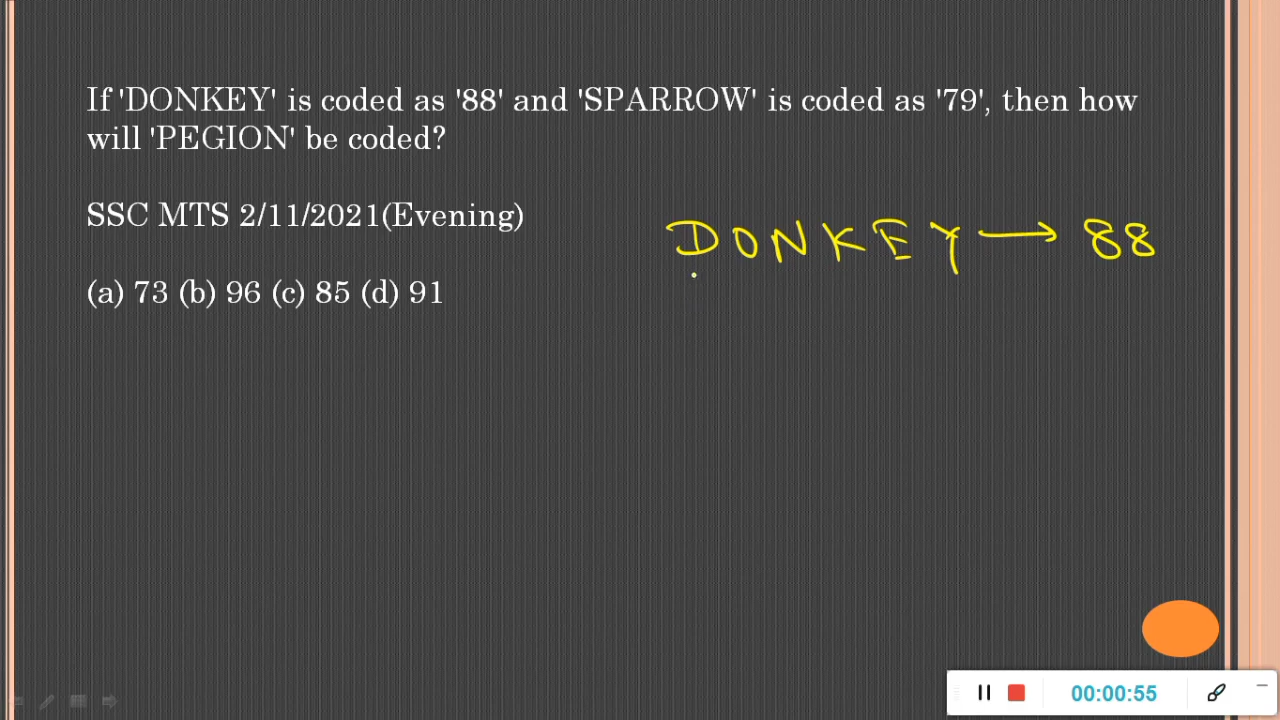 If 'DONKEY' is coded as '88' and 'SPARROW' is coded as '79', then how
will 'PEGION' be coded?
SSC MTS 2/11/2021(Evening)
DONKEY → 88
(a) 73 (b) 96 (c) 85 (d) 91
00:00:55